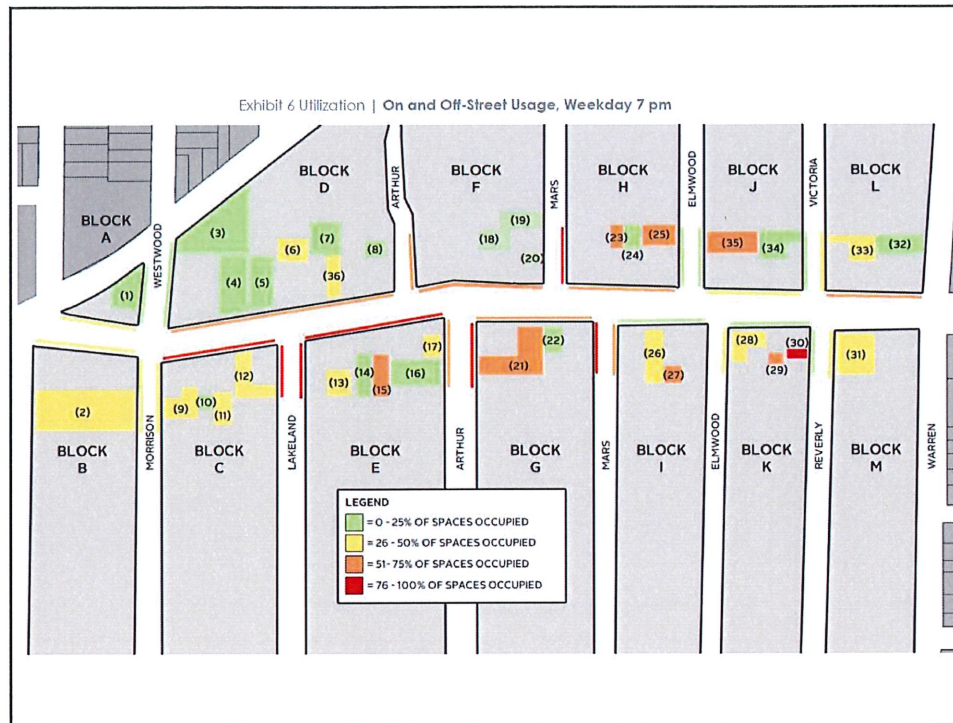 Exhibit 6 Utilization | On and Off-Street Usage, Weekday 7 pm
BLOCK
A
WESTWOOD
BLOCK
D
ARTHUR
BLOCK
F
MARS
BLOCK
H
ELMWOOD
BLOCK
J
VICTORIA
BLOCK
L
(1)
(3)
(4)
(5)
(6)
(7)
(36)
(8)
(18)
(19)
(20)
(23)
(24)
(25)
(35)
(34)
(33)
(32)
(2)
(9)
(10)
(11)
(12)
(13)
(14)
(15)
(16)
(17)
(21)
(22)
(26)
(27)
(28)
(29)
(30)
(31)
BLOCK
B
MORRISON
BLOCK
C
LAKELAND
BLOCK
E
ARTHUR
BLOCK
G
MARS
BLOCK
I
ELMWOOD
BLOCK
K
REVERLY
BLOCK
M
WARREN
LEGEND
= 0 - 25% OF SPACES OCCUPIED
= 26 - 50% OF SPACES OCCUPIED
= 51- 75% OF SPACES OCCUPIED
= 76 - 100% OF SPACES OCCUPIED